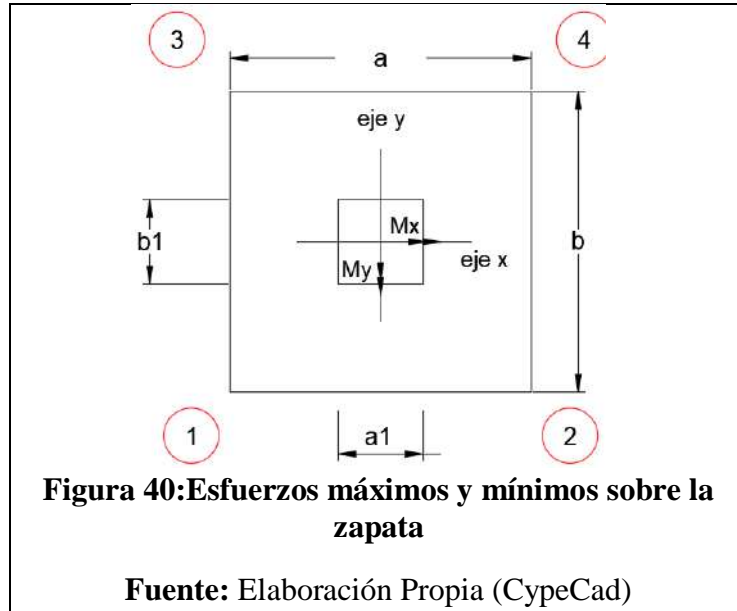 3
4
a
eje y
b1
Mx
b
My
eje x
1
a1
2
Figura 40:Esfuerzos máximos y mínimos sobre la
zapata
Fuente: Elaboración Propia (CypeCad)